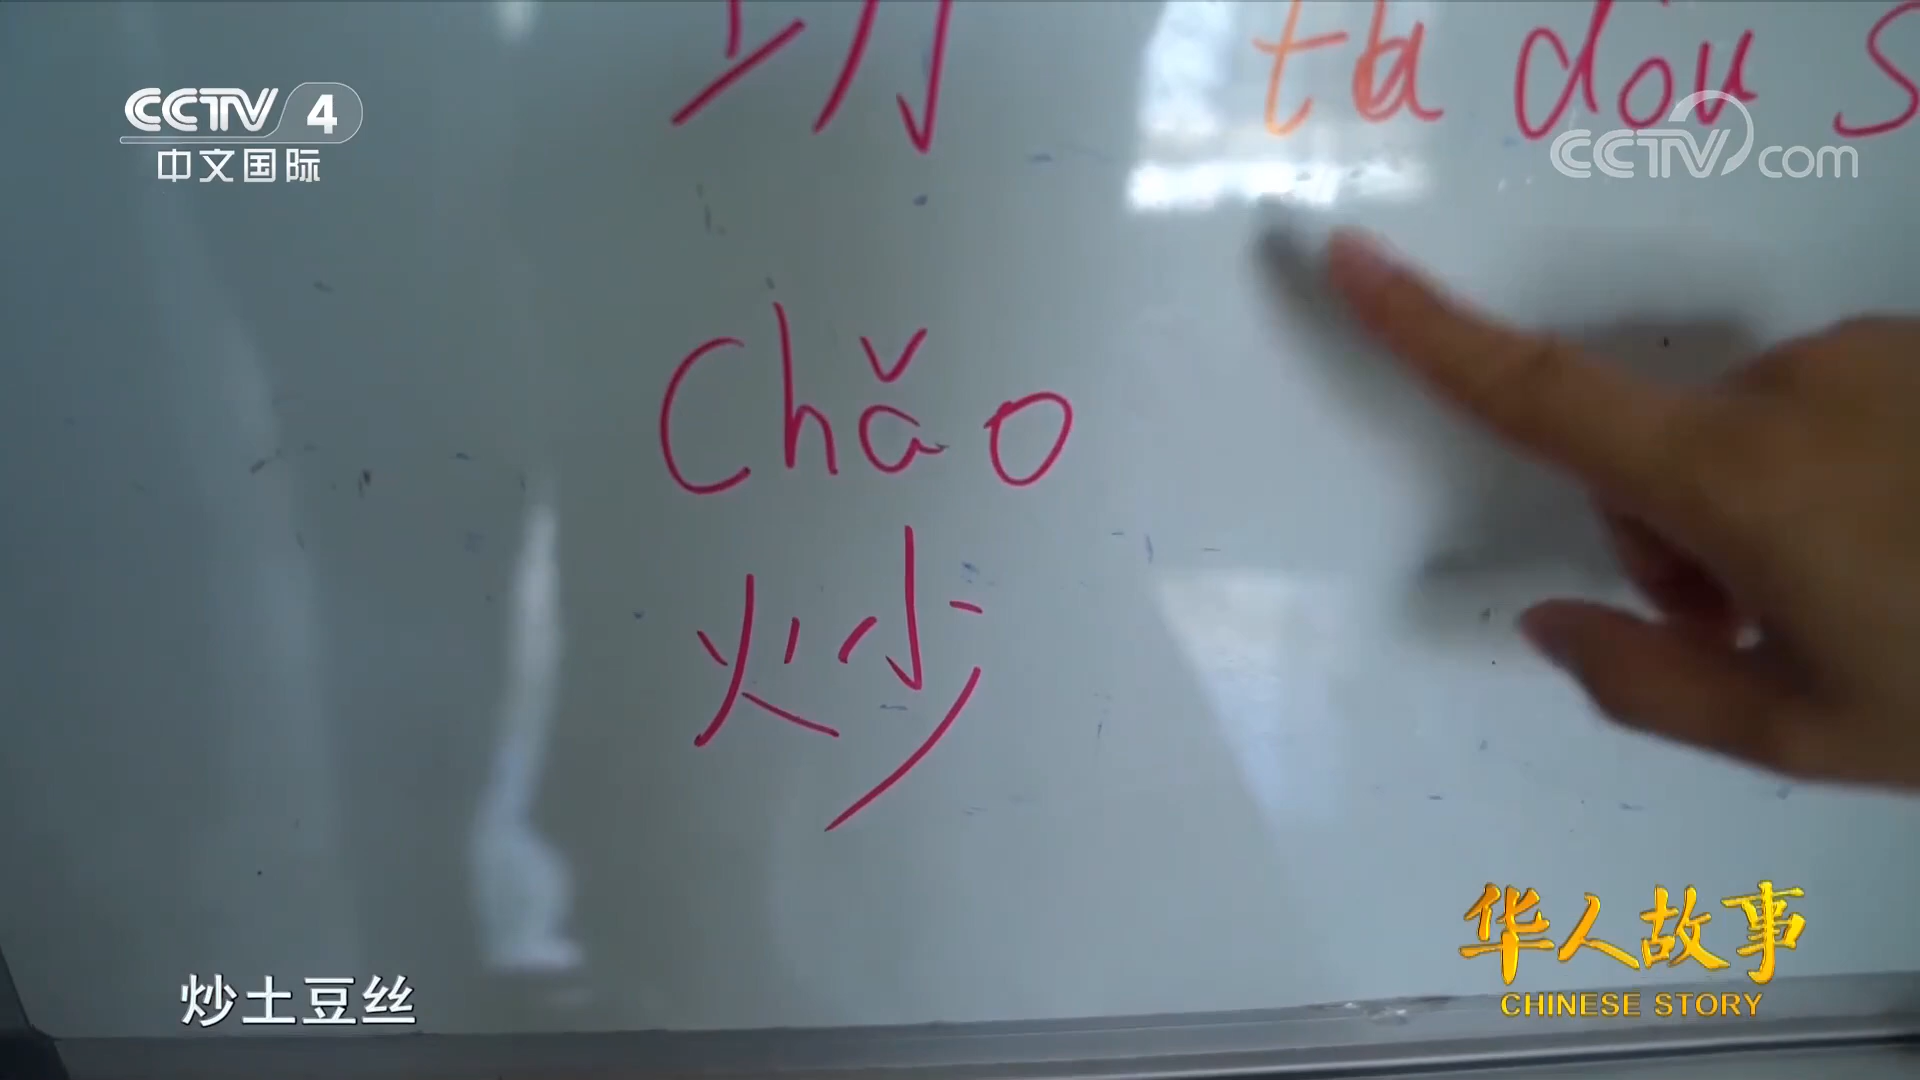 切 tu dou s
CCTV 4
中文国际
CCTV com
Chǎo
炒
华人故事
CHINESE STORY
炒土豆丝